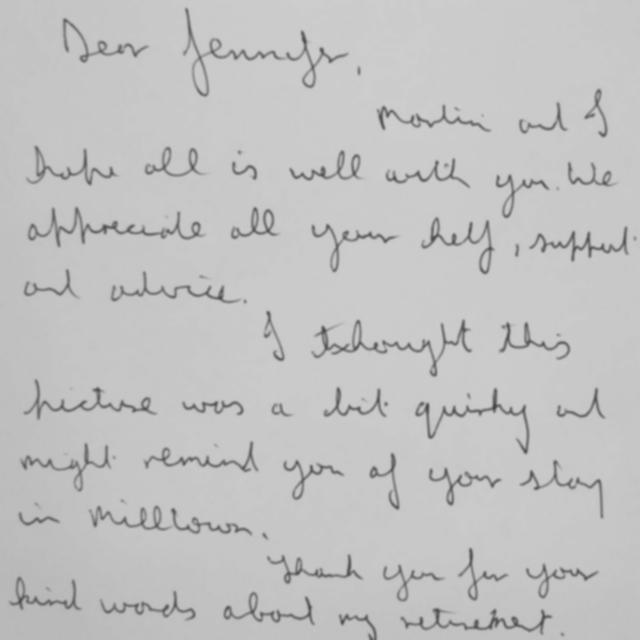 Dear Jennifer,
Martin and I
hope all is well with you. We
appreciate all your help, support
and advice.
I thought this
picture was a bit quirky and
might remind you of your stay
in Milltown.
Thank you for your
kind words about my retirement.